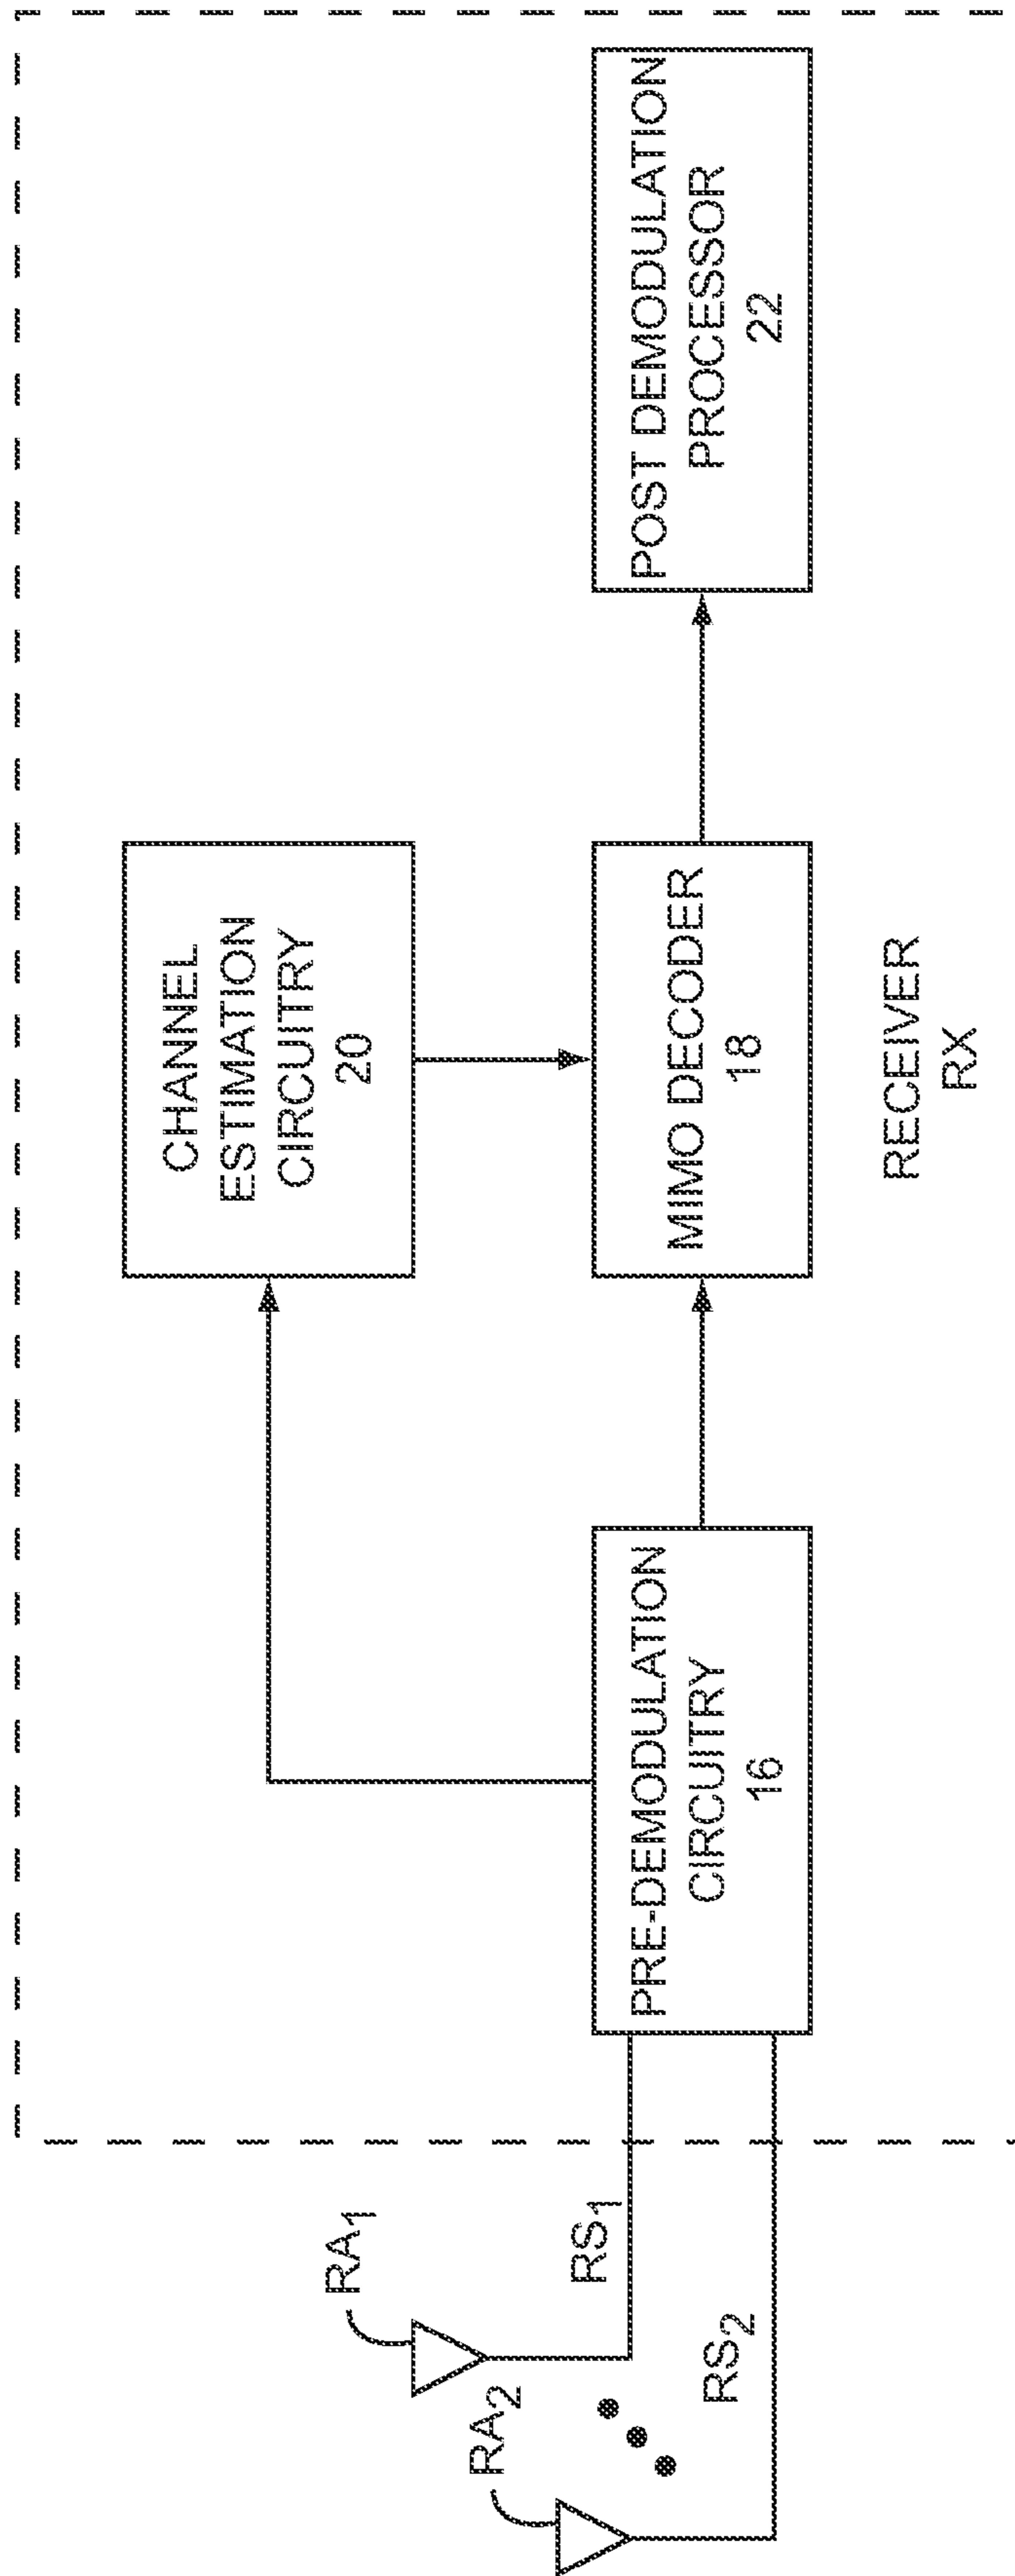 RA1
RA2
RS1
RS2
PRE-DEMODULATION
CIRCUITRY
16
CHANNEL
ESTIMATION
CIRCUITRY
20
MIMO DECODER
18
POST DEMODULATION
PROCESSOR
22
RECEIVER
RX